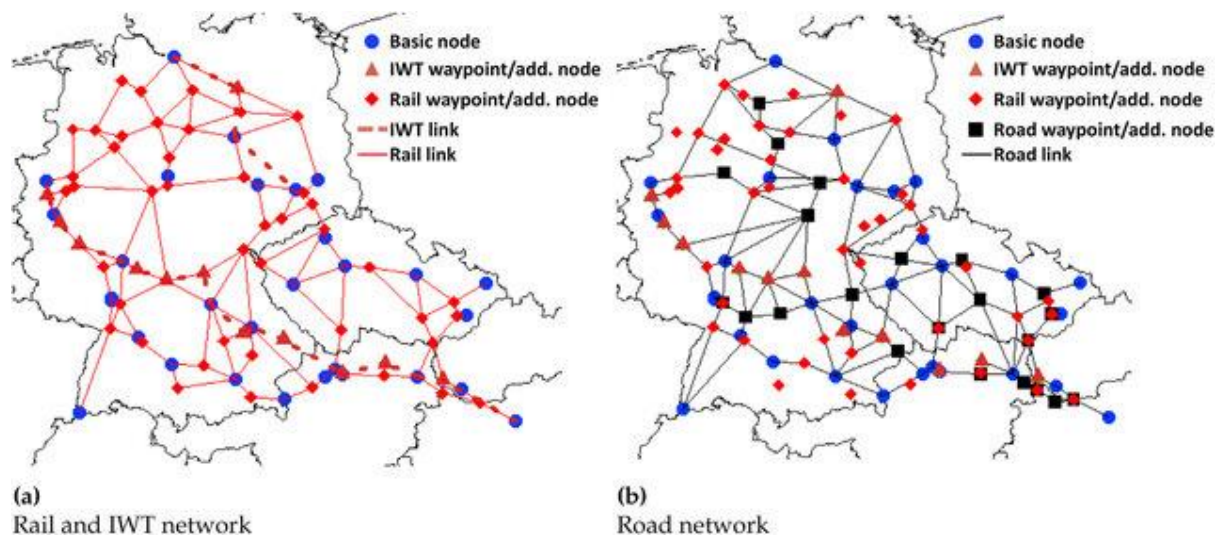 Basic node
IWT waypoint/add. node
Rail waypoint/add. node
IWT link
Rail link
Basic node
IWT waypoint/add. node
Rail waypoint/add. node
Road waypoint/add. node
Road link
(a)
Rail and IWT network
(b)
Road network